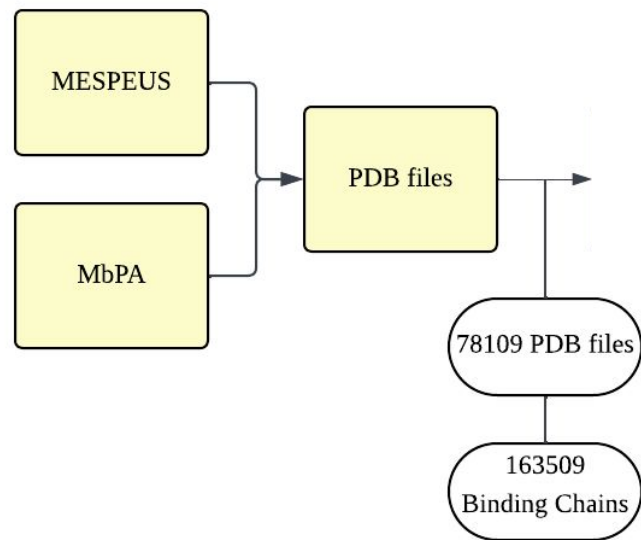 MESPEUS
PDB files
MbPA
78109 PDB files
163509
Binding Chains